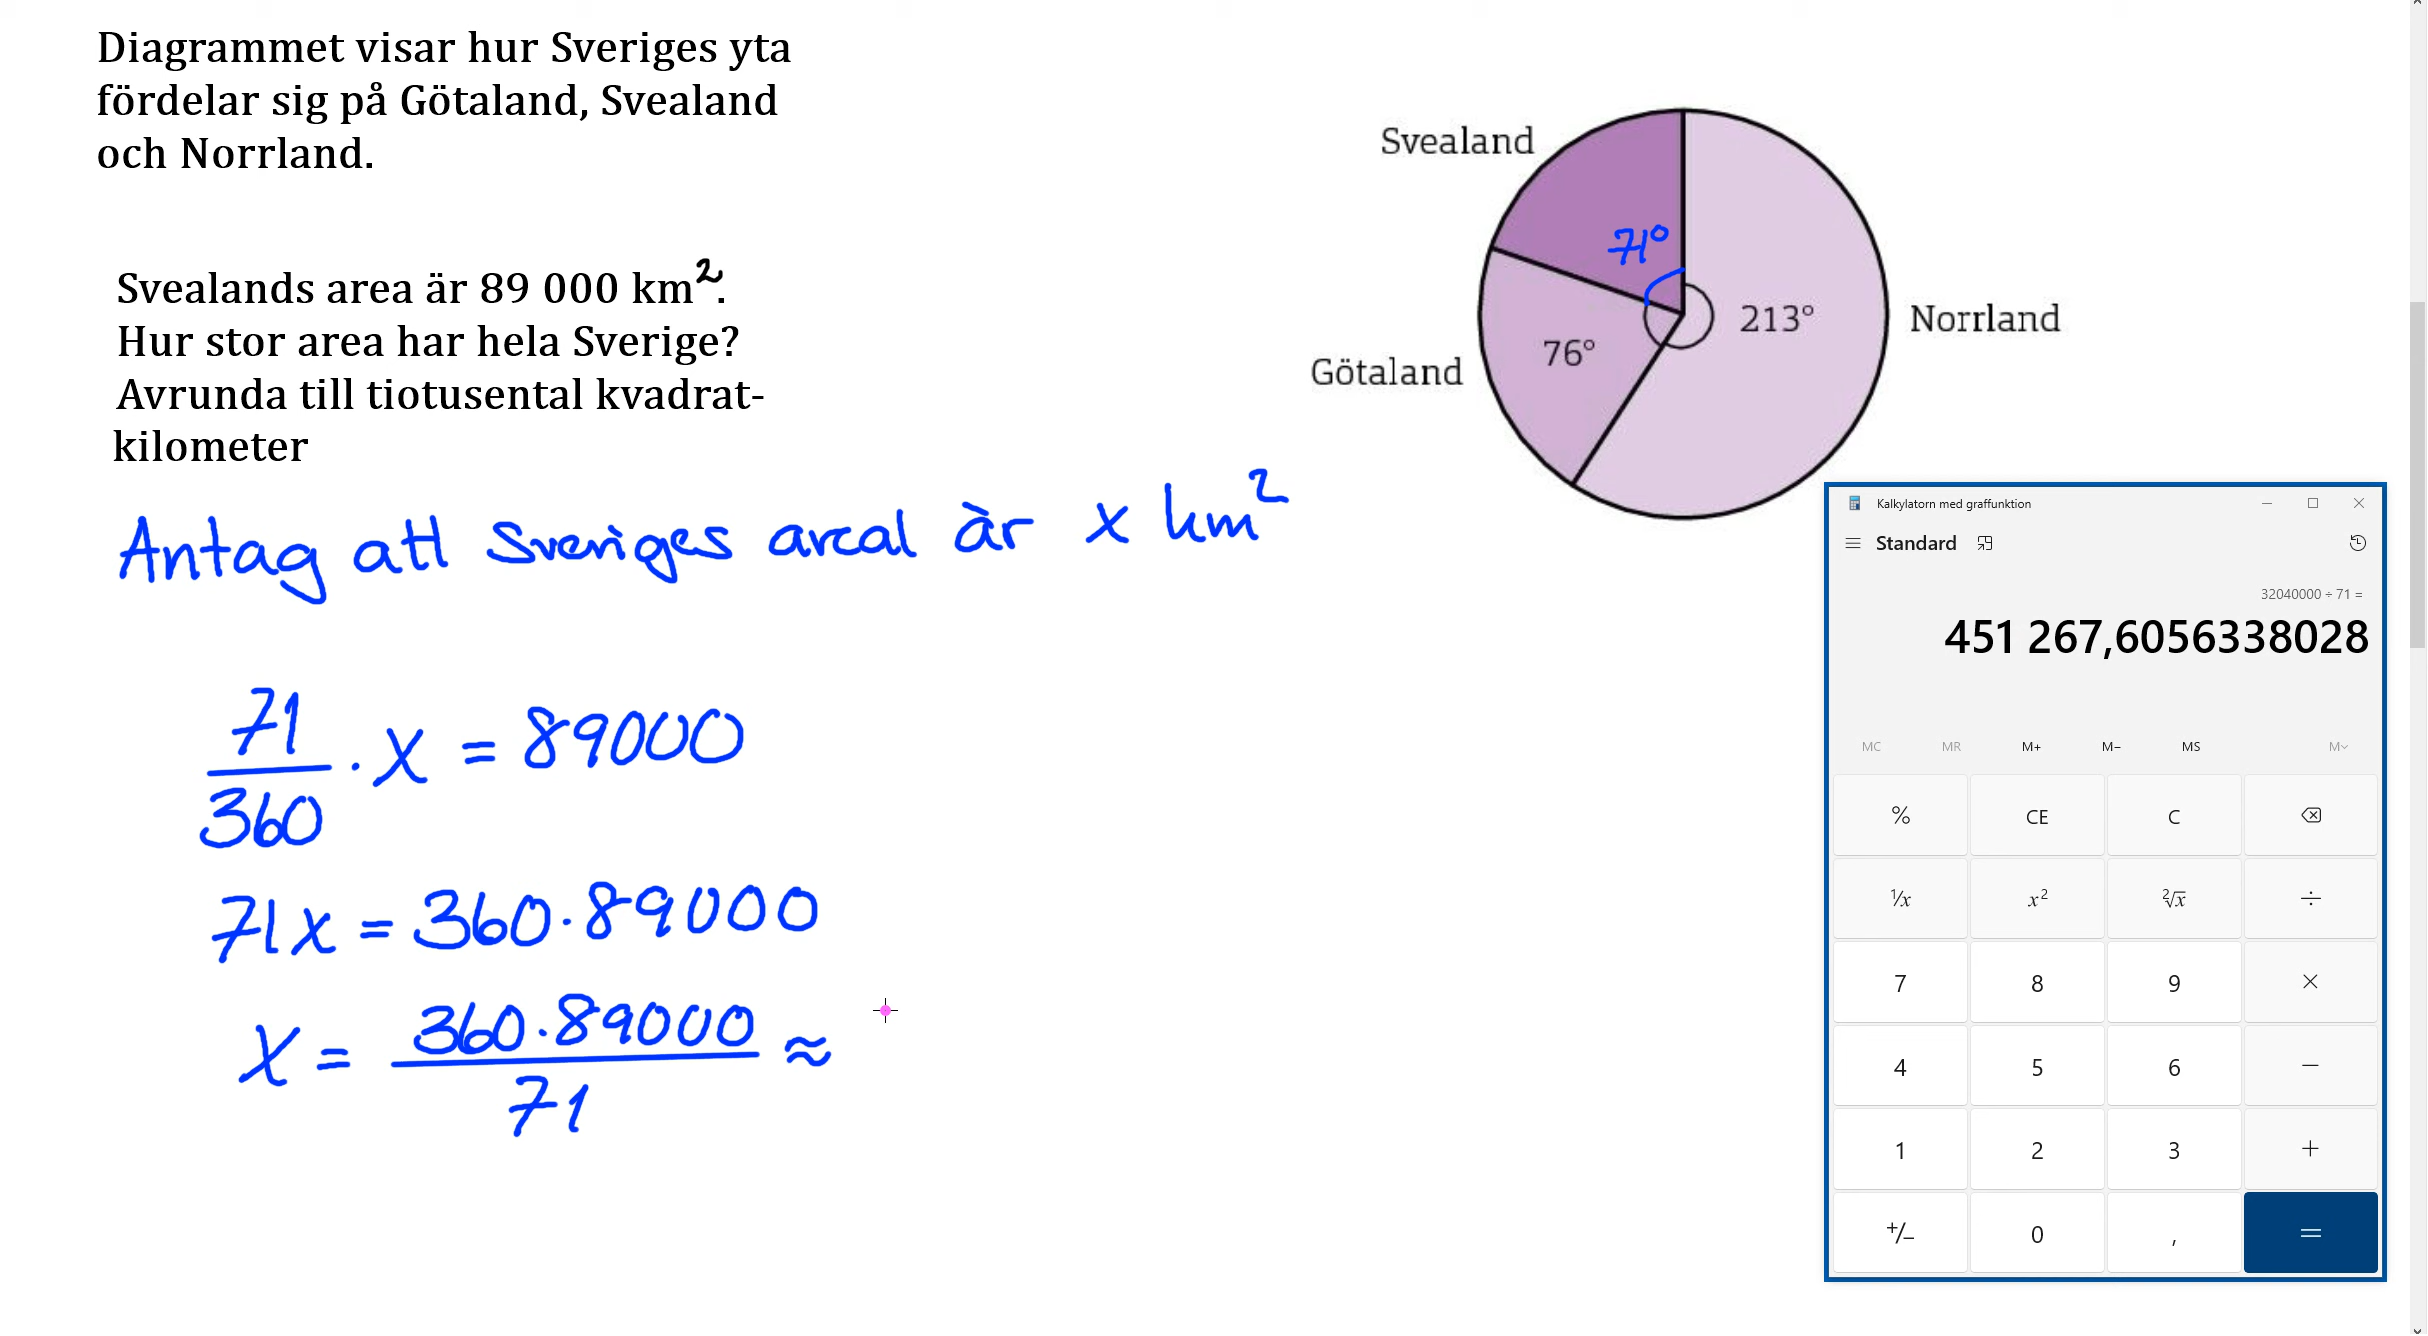 Diagrammet visar hur Sveriges yta
fördelar sig på Götaland, Svealand
och Norrland.
Svealands area är 89 000 km².
Hur stor area har hela Sverige?
Avrunda till tiotusental kvadrat-
kilometer
Svealand
71°
213°
Norrland
76°
Götaland
Antag att Sveriges areal är x km²
71/360 · x = 89000
71x = 360·89000
x = 360·89000/71 ≈
Kalkylatorn med graffunktion
Standard
32040000 ÷ 71 =
451 267,6056338028
MC MR M+ M− MS M˅
% CE C ⌫
¹/x x² ²√x ÷
7 8 9 ×
4 5 6 −
1 2 3 +
+/− 0 , =